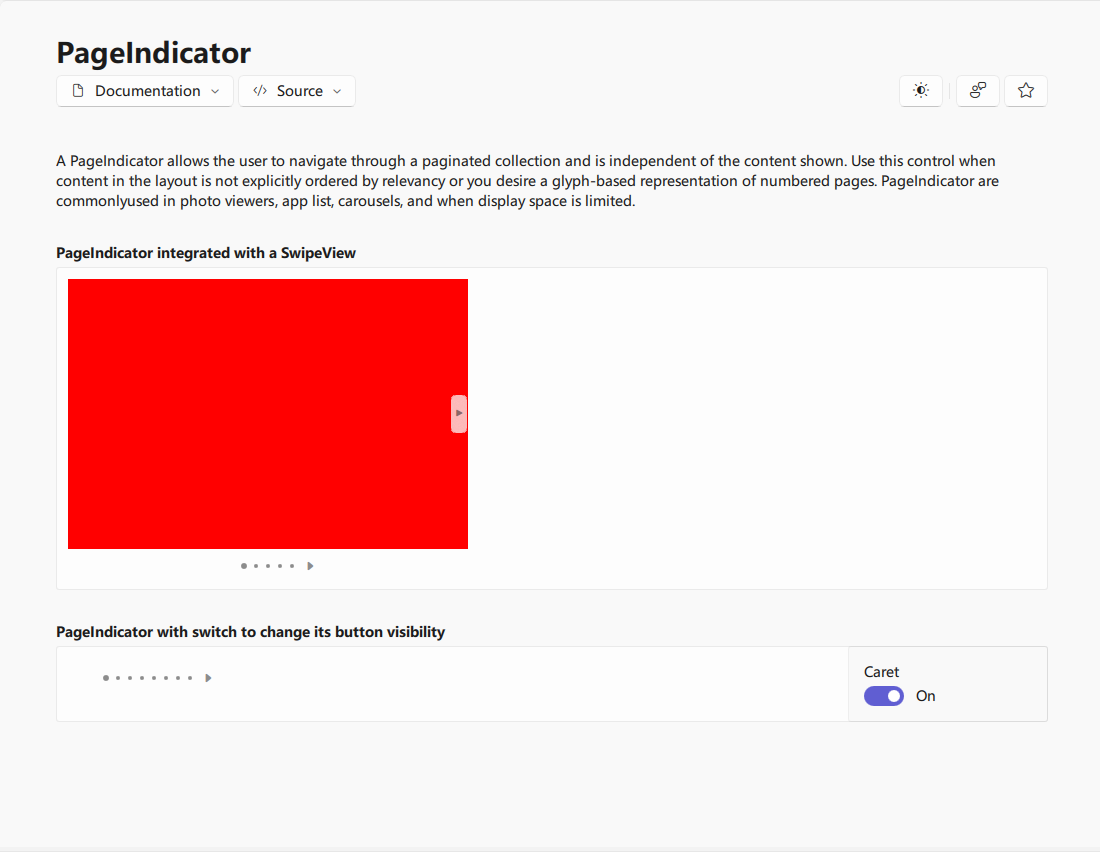 PageIndicator
Documentation
Source
A PageIndicator allows the user to navigate through a paginated collection and is independent of the content shown. Use this control when
content in the layout is not explicitly ordered by relevancy or you desire a glyph-based representation of numbered pages. PageIndicator are
commonlyused in photo viewers, app list, carousels, and when display space is limited.
PageIndicator integrated with a SwipeView
PageIndicator with switch to change its button visibility
Caret
On